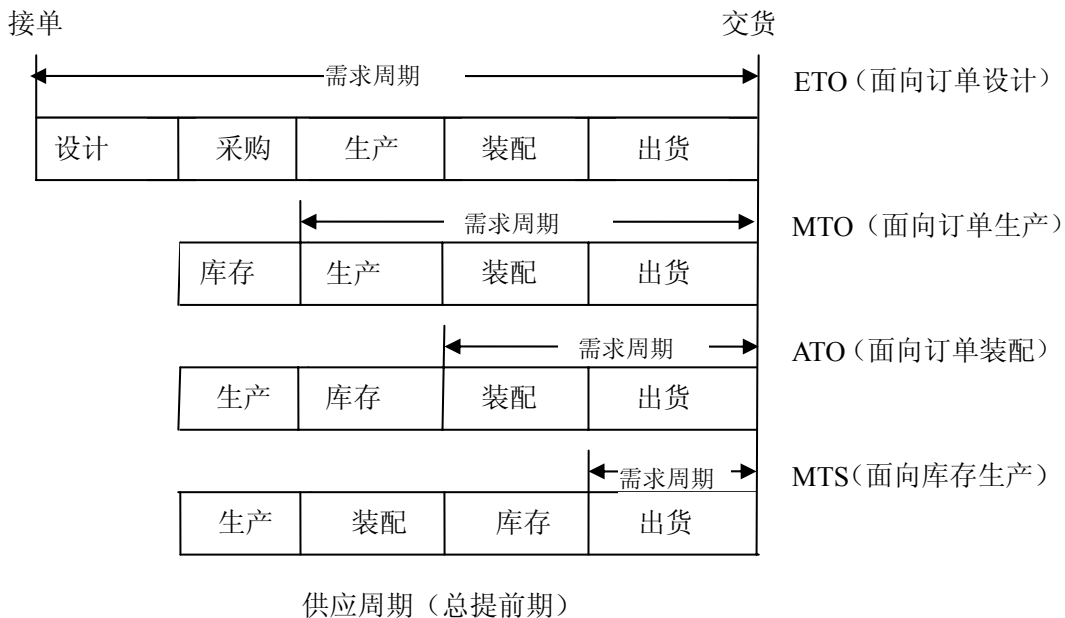 接单 交货
需求周期 ETO（面向订单设计）
设计 采购 生产 装配 出货
需求周期 MTO（面向订单生产）
库存 生产 装配 出货
需求周期 ATO（面向订单装配）
生产 库存 装配 出货
需求周期 MTS（面向库存生产）
生产 装配 库存 出货
供应周期（总提前期）